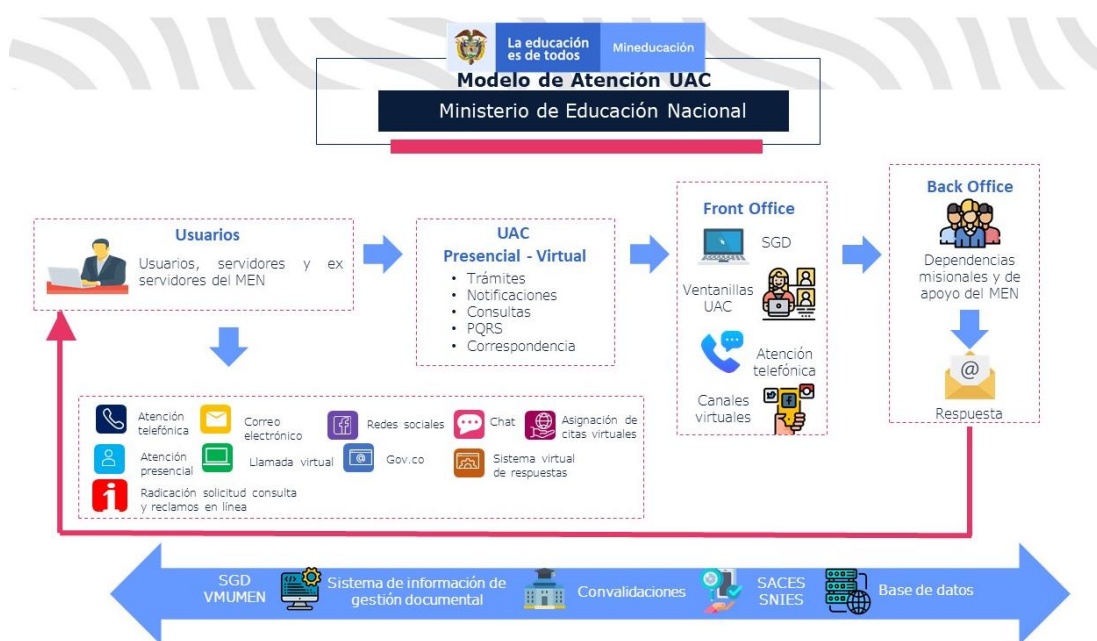 La educación
es de todos
Mineducación
Modelo de Atención UAC
Ministerio de Educación Nacional
Usuarios
Usuarios, servidores y ex
servidores del MEN
UAC
Presencial - Virtual
• Trámites
• Notificaciones
• Consultas
• PQRS
• Correspondencia
Front Office
SGD
Ventanillas
UAC
Atención
telefónica
Canales
virtuales
Back Office
Dependencias
misionales y de
apoyo del MEN
@
Respuesta
Atención
telefónica
Correo
electrónico
Redes sociales
Chat
Asignación de
citas virtuales
Atención
presencial
Llamada virtual
Gov.co
Sistema virtual
de respuestas
Radicación solicitud consulta
y reclamos en línea
SGD
VMUMEN
Sistema de información de
gestión documental
Convalidaciones
SACES
SNIES
Base de datos